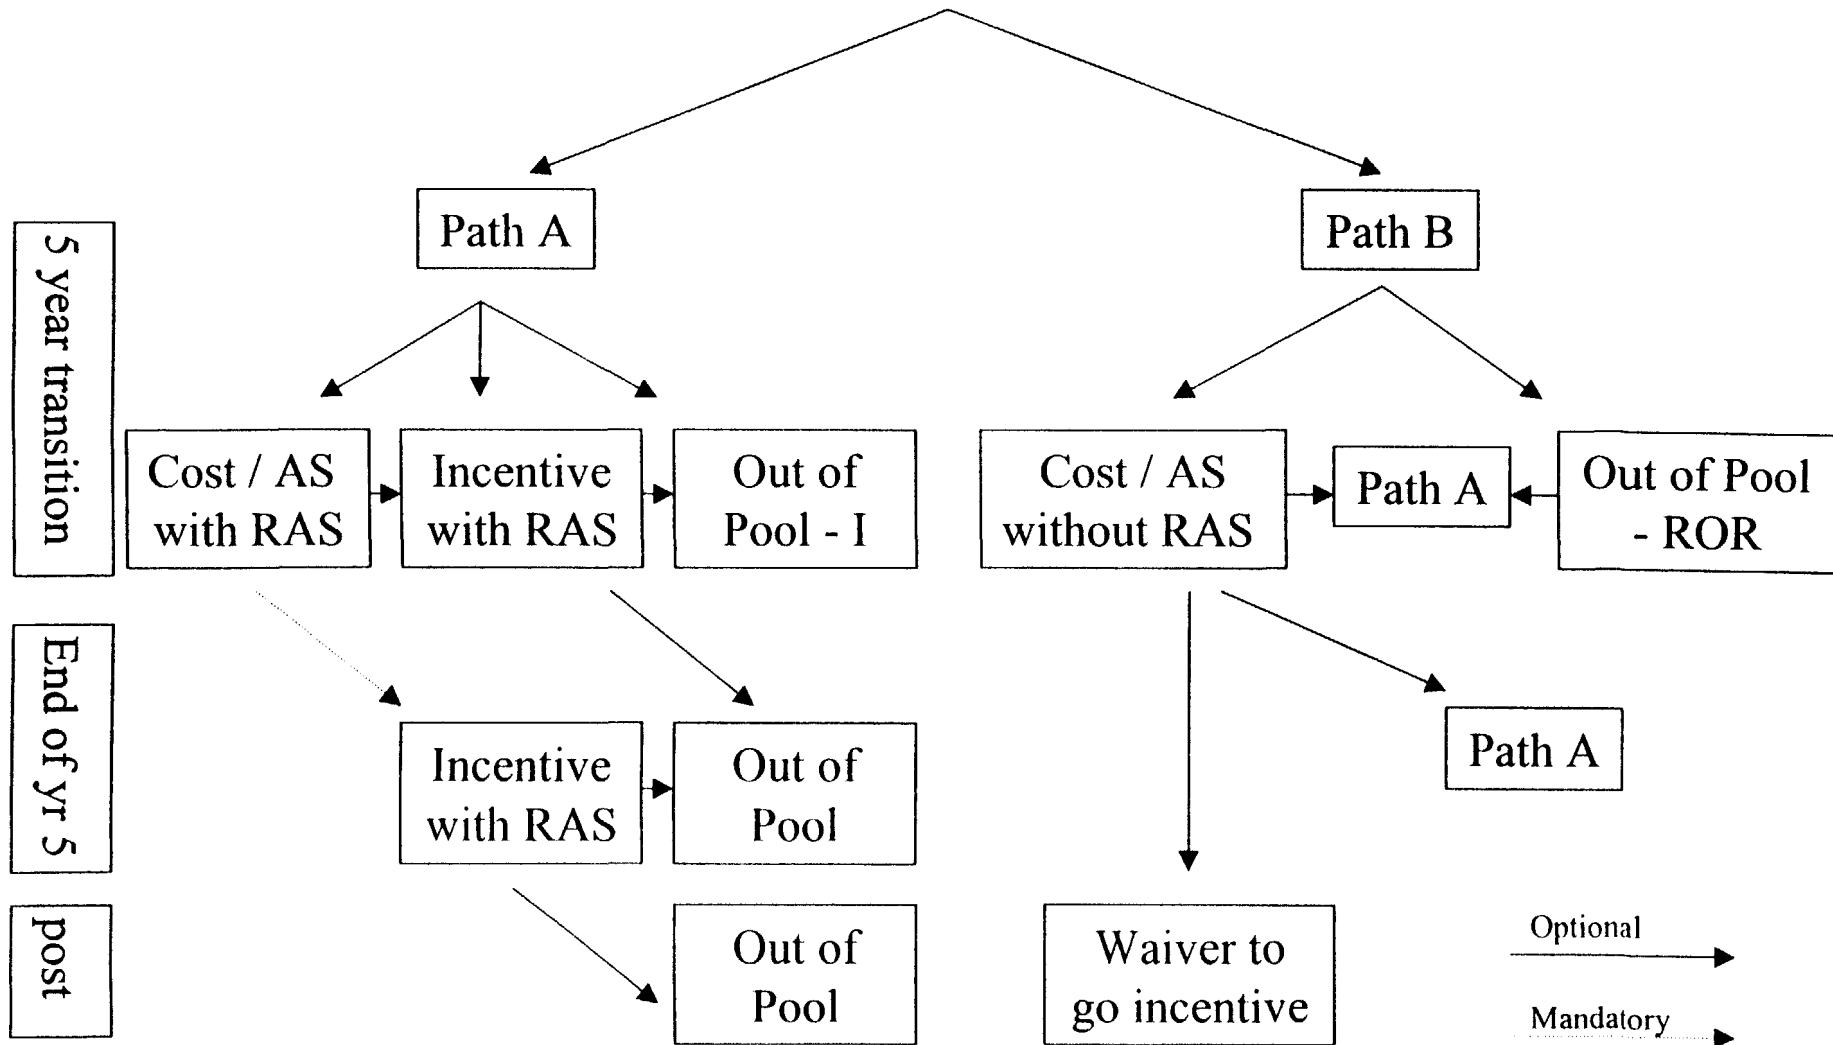 Path A
Path B
5 year transition
Cost / AS
with RAS
Incentive
with RAS
Out of
Pool - I
Cost / AS
without RAS
Path A
Out of Pool
- ROR
End of yr 5
Incentive
with RAS
Out of
Pool
Path A
post
Out of
Pool
Waiver to
go incentive
Optional
Mandatory